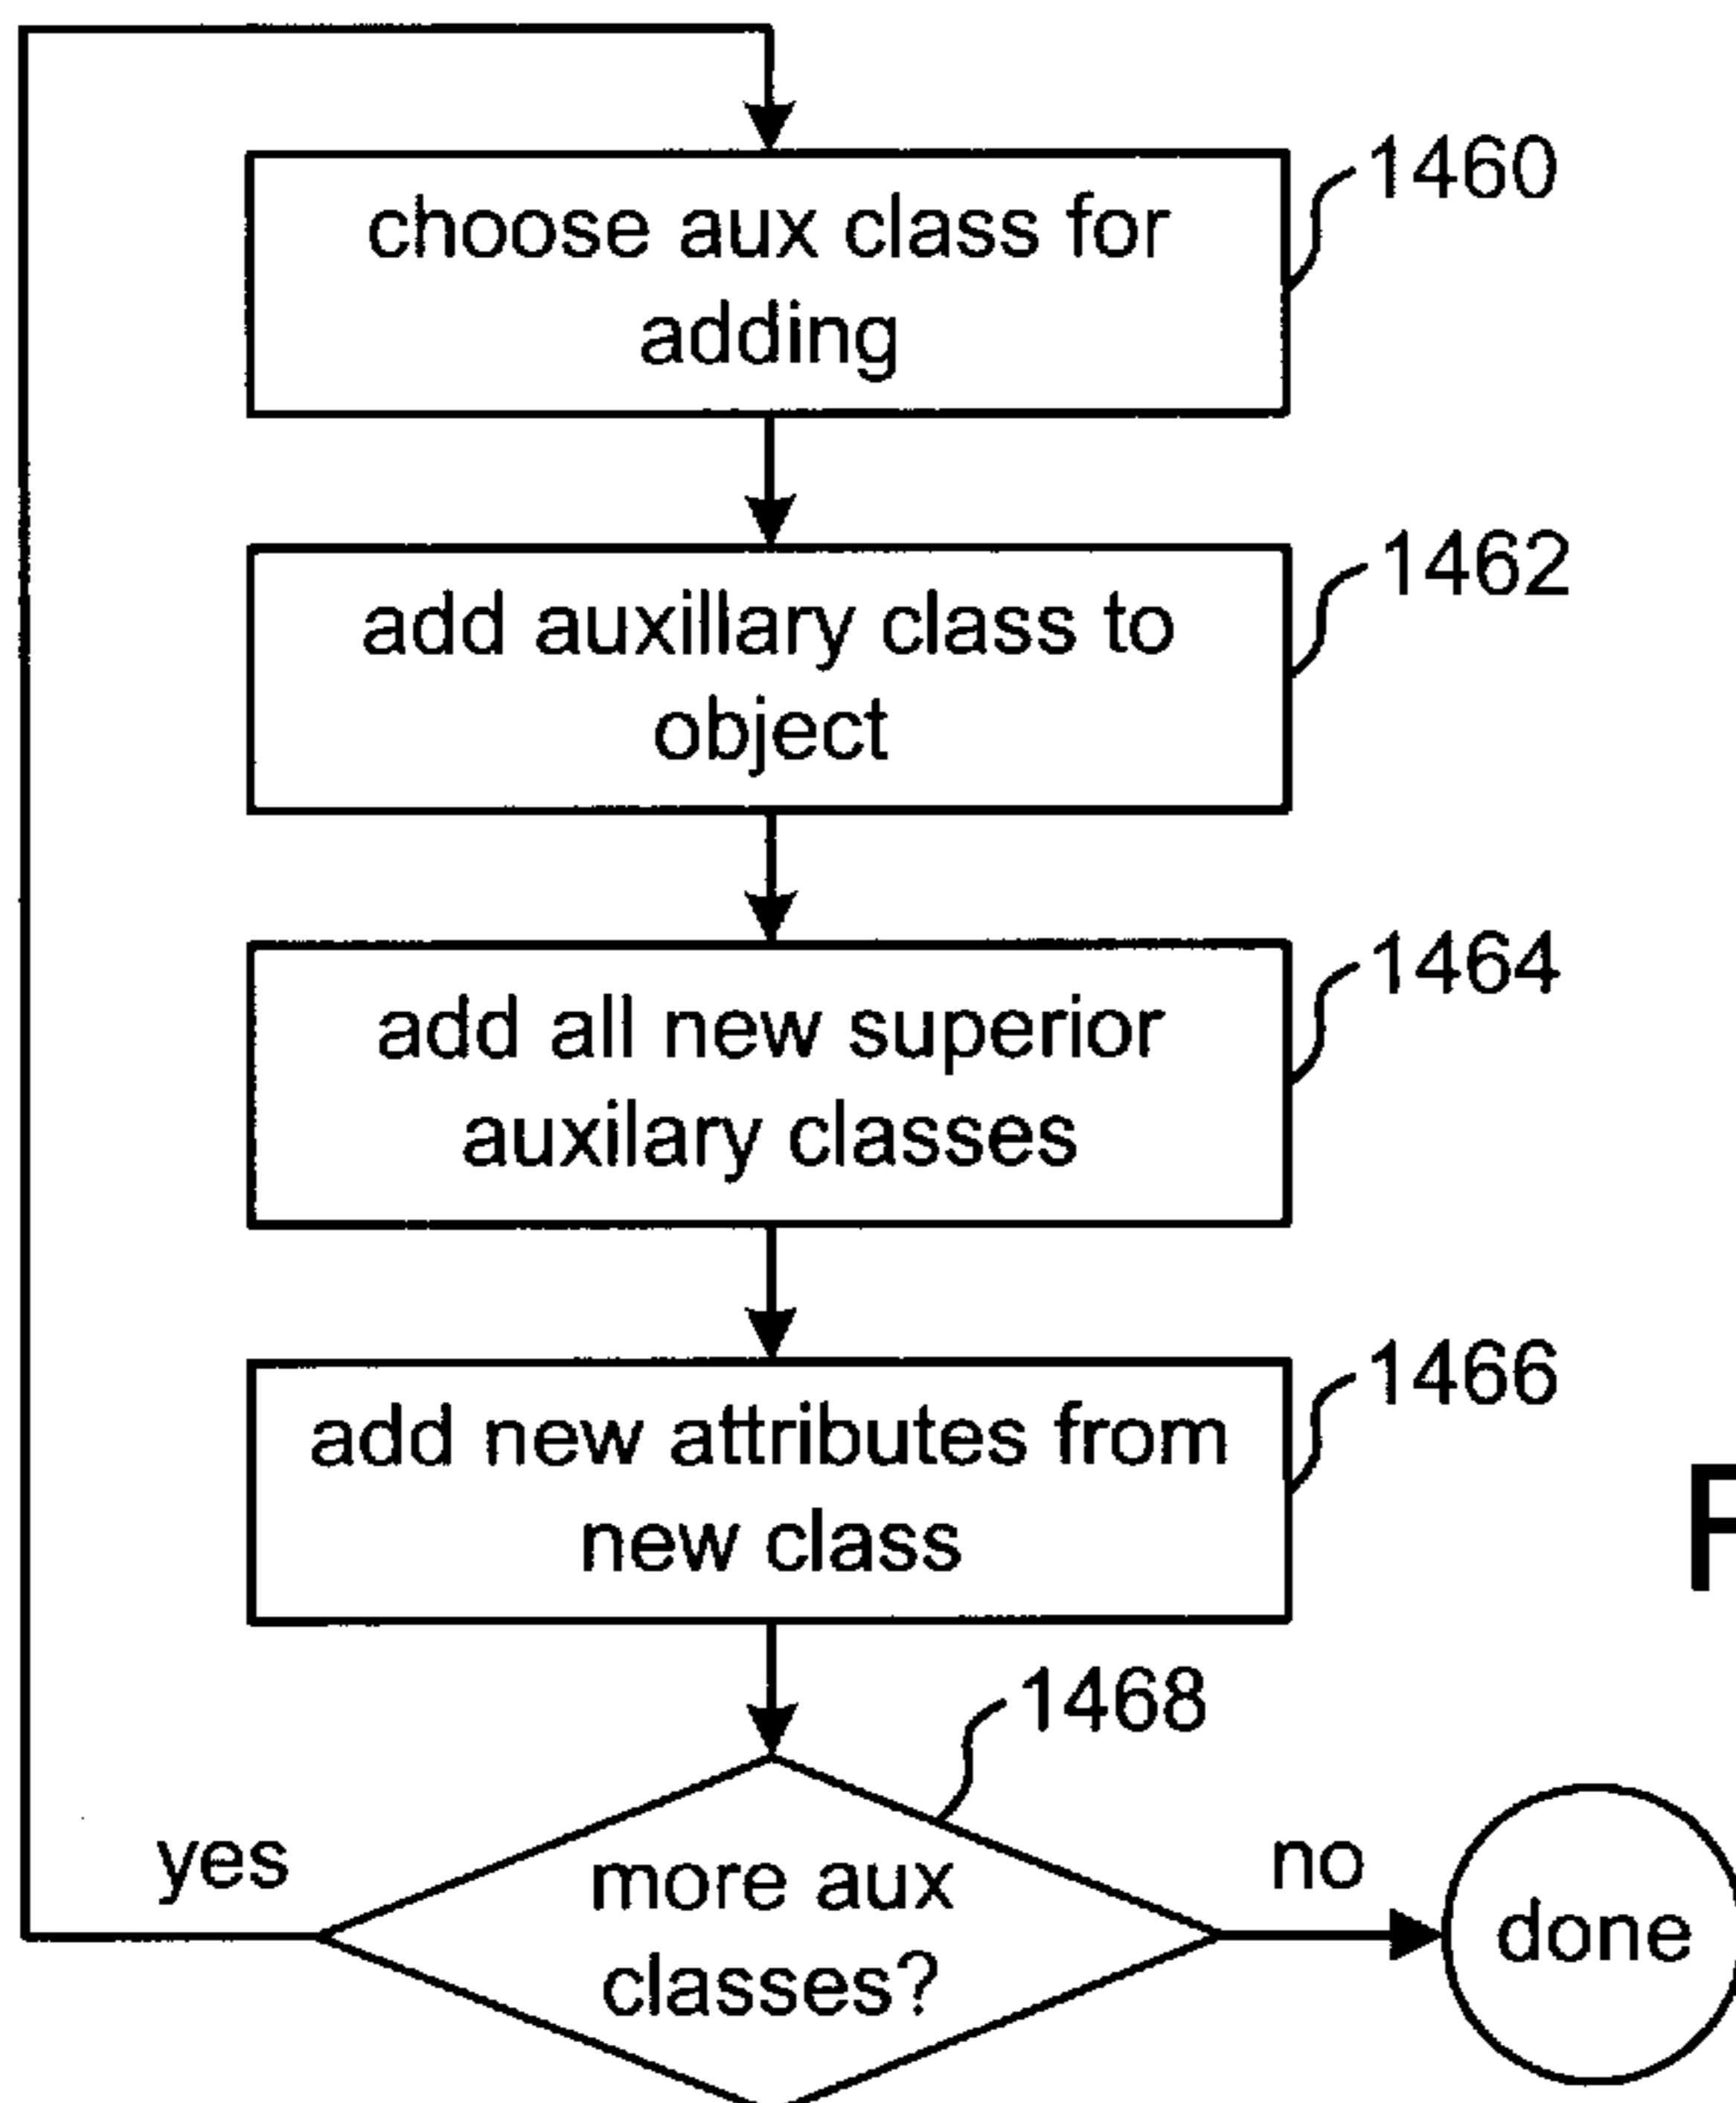 1460
choose aux class for
adding
1462
add auxillary class to
object
1464
add all new superior
auxilary classes
1466
add new attributes from
new class
F
1468
yes
more aux
classes?
no
done